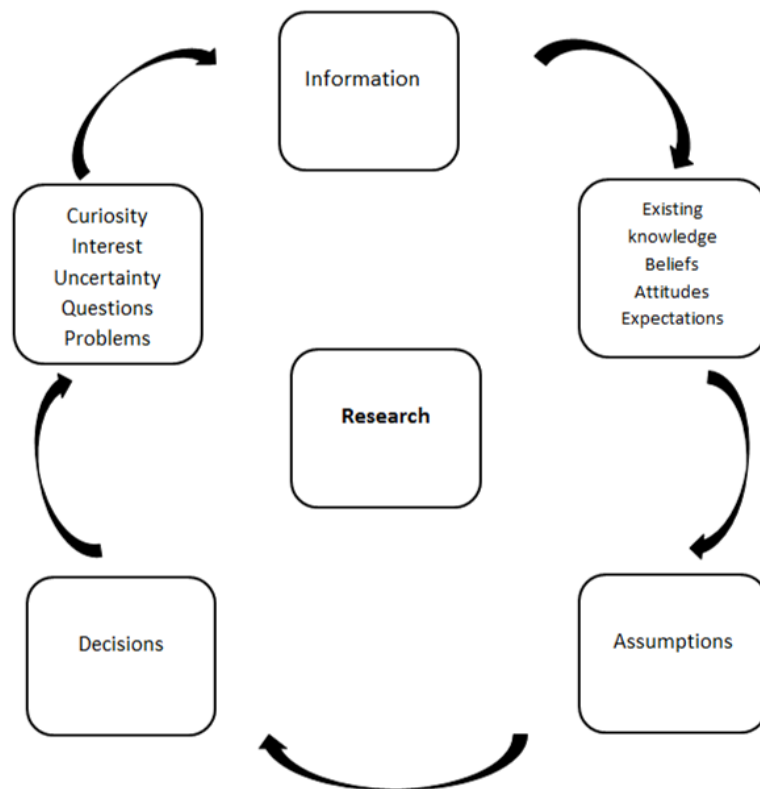 Information
Curiosity
Interest
Uncertainty
Questions
Problems
Existing
knowledge
Beliefs
Attitudes
Expectations
Research
Decisions
Assumptions